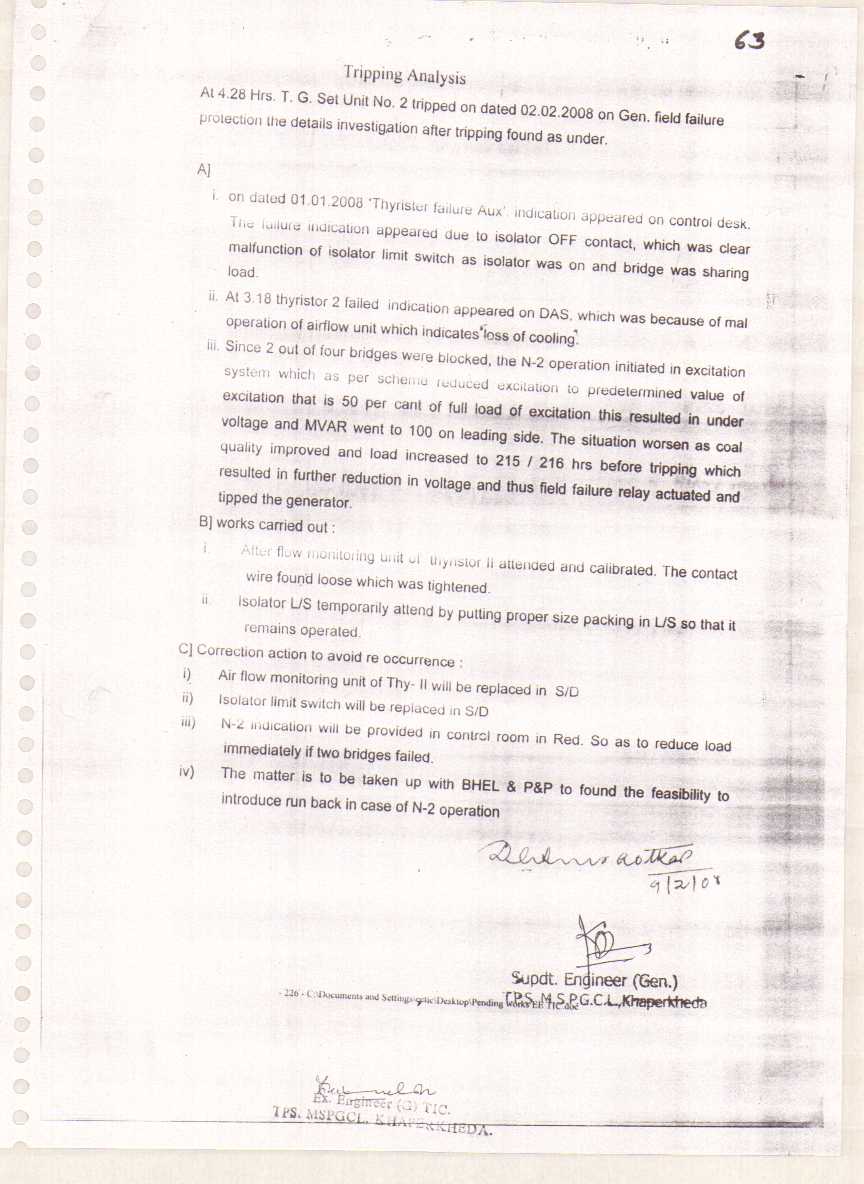 63
Tripping Analysis
At 4.28 Hrs. T. G. Set Unit No. 2 tripped on dated 02.02.2008 on Gen. field failure
protection the details investigation after tripping found as under.
A]
i. on dated 01.01.2008 'Thyrister failure Aux'. indication appeared on control desk.
The failure indication appeared due to isolator OFF contact, which was clear
malfunction of isolator limit switch as isolator was on and bridge was sharing
load.
ii. At 3.18 thyristor 2 failed indication appeared on DAS, which was because of mal
operation of airflow unit which indicates "loss of cooling".
iii. Since 2 out of four bridges were blocked, the N-2 operation initiated in excitation
system which as per scheme reduced excitation to predetermined value of
excitation that is 50 per cant of full load of excitation this resulted in under
voltage and MVAR went to 100 on leading side. The situation worsen as coal
quality improved and load increased to 215 / 216 hrs before tripping which
resulted in further reduction in voltage and thus field failure relay actuated and
tipped the generator.
B] works carried out :
i. After flow monitoring unit of thyristor II attended and calibrated. The contact
wire found loose which was tightened.
ii. Isolator L/S temporarily attend by putting proper size packing in L/S so that it
remains operated.
C] Correction action to avoid re occurrence :
i) Air flow monitoring unit of Thy- II will be replaced in S/D
ii) Isolator limit switch will be replaced in S/D
iii) N-2 indication will be provided in control room in Red. So as to reduce load
immediately if two bridges failed.
iv) The matter is to be taken up with BHEL & P&P to found the feasibility to
introduce run back in case of N-2 operation
9/2/08
Supdt. Engineer (Gen.)
- 226 - C:\Documents and Settings\etic\Desktop\Pending works\EE TIC.doc
T.P.S. M.S.P.G.C.L., Khaperkheda
Ex. Engineer (G) TIC.
TPS, MSPGCL, KHAPERKHEDA.